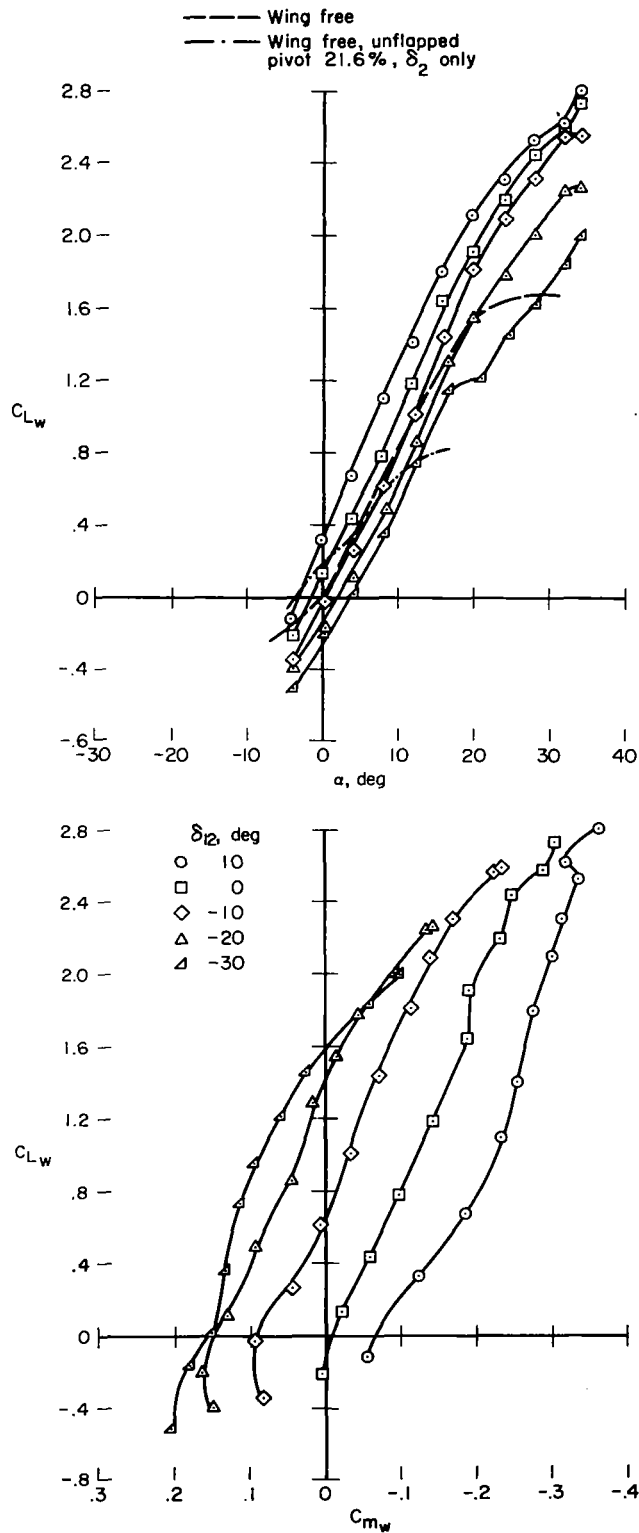 Wing free
Wing free, unflapped
pivot 21.6%, δ2 only
2.8
2.4
2.0
1.6
1.2
CLw
.8
.4
0
-.4
-.6
-30 -20 -10 0 10 20 30 40
α, deg
2.8
δ12, deg
10
0
-10
-20
-30
2.4
2.0
1.6
1.2
CLw
.8
.4
0
-.4
-.8
.3 .2 .1 0 -.1 -.2 -.3 -.4
Cmw